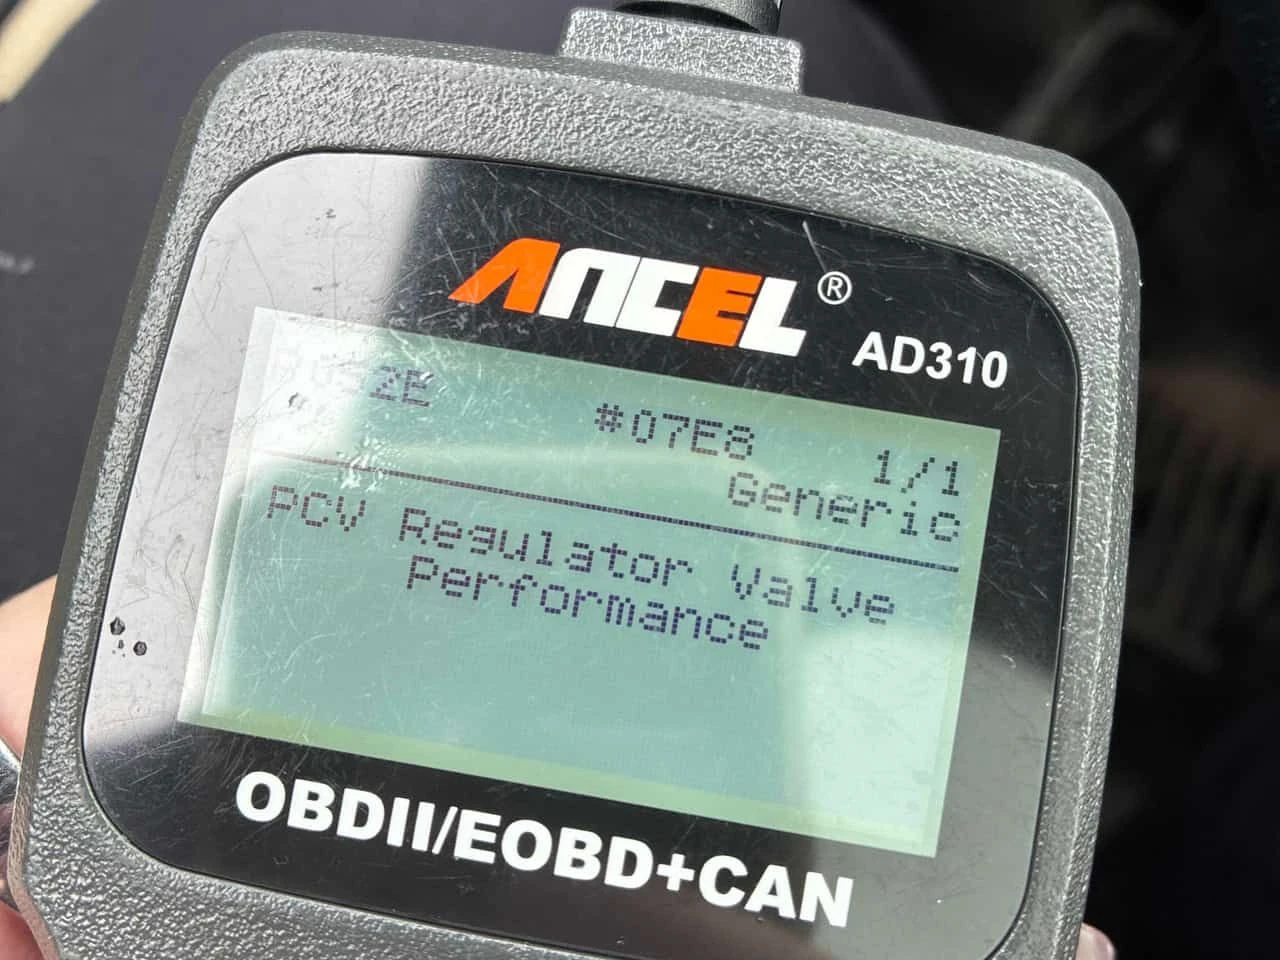 ANCEL®
AD310
#07E8 1/1
Generic
PCV Regulator Valve
Performance
OBDII/EOBD+CAN